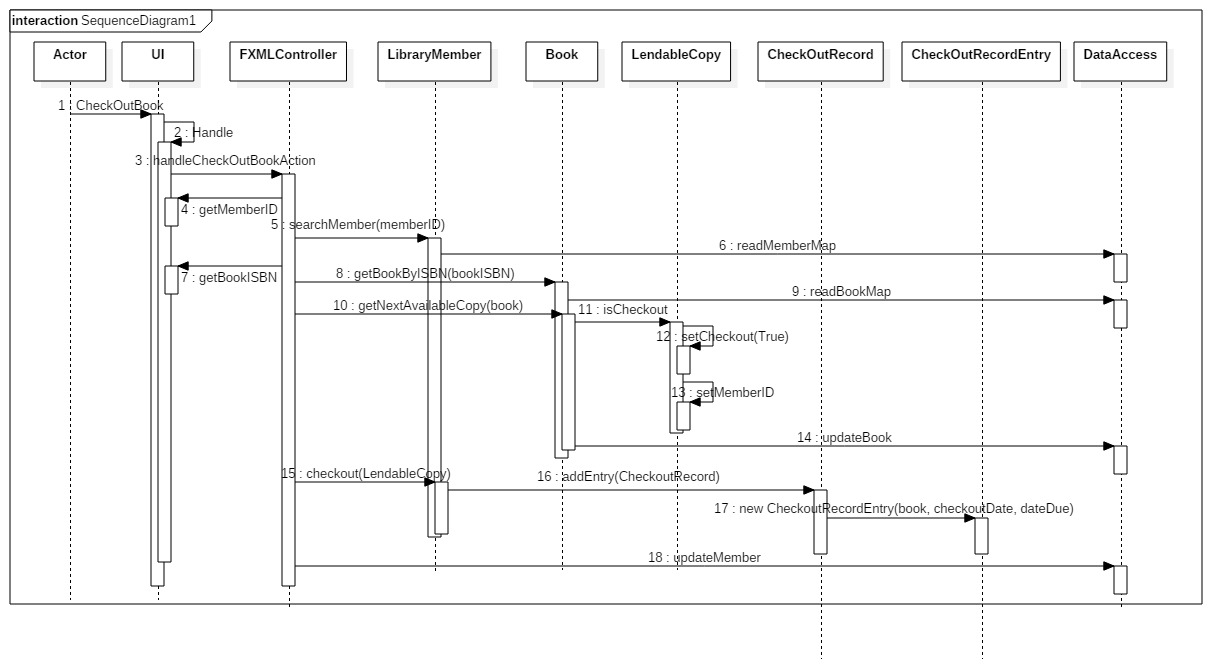 interaction SequenceDiagram1
Actor
UI
FXMLController
LibraryMember
Book
LendableCopy
CheckOutRecord
CheckOutRecordEntry
DataAccess
1 : CheckOutBook
2 : Handle
3 : handleCheckOutBookAction
4 : getMemberID
5 : searchMember(memberID)
6 : readMemberMap
7 : getBookISBN
8 : getBookByISBN(bookISBN)
9 : readBookMap
10 : getNextAvailableCopy(book)
11 : isCheckout
12 : setCheckout(True)
13 : setMemberID
14 : updateBook
15 : checkout(LendableCopy)
16 : addEntry(CheckoutRecord)
17 : new CheckoutRecordEntry(book, checkoutDate, dateDue)
18 : updateMember